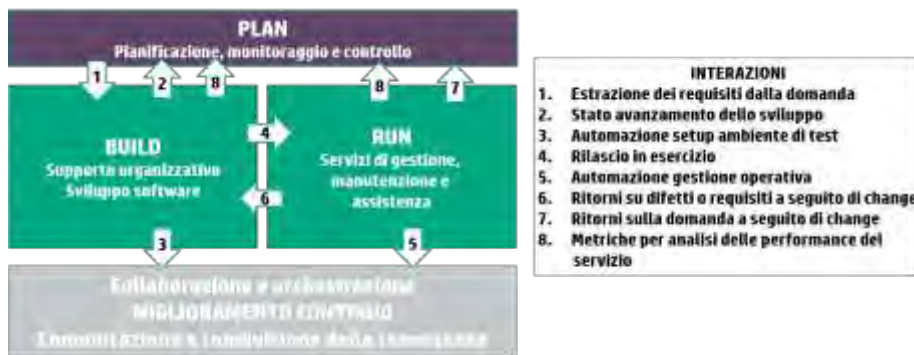 PLAN
Pianificazione, monitoraggio e controllo
1
2
8
8
7
BUILD
Supporto organizzativo
Sviluppo software
4
6
RUN
Servizi di gestione,
manutenzione e
assistenza
3
5
Collaborazione e orchestrazione
MIGLIORAMENTO CONTINUO
Comunicazione e condivisione della conoscenza
INTERAZIONI
1. Estrazione dei requisiti dalla domanda
2. Stato avanzamento dello sviluppo
3. Automazione setup ambiente di test
4. Rilascio in esercizio
5. Automazione gestione operativa
6. Ritorni su difetti o requisiti a seguito di change
7. Ritorni sulla domanda a seguito di change
8. Metriche per analisi delle performance del
servizio